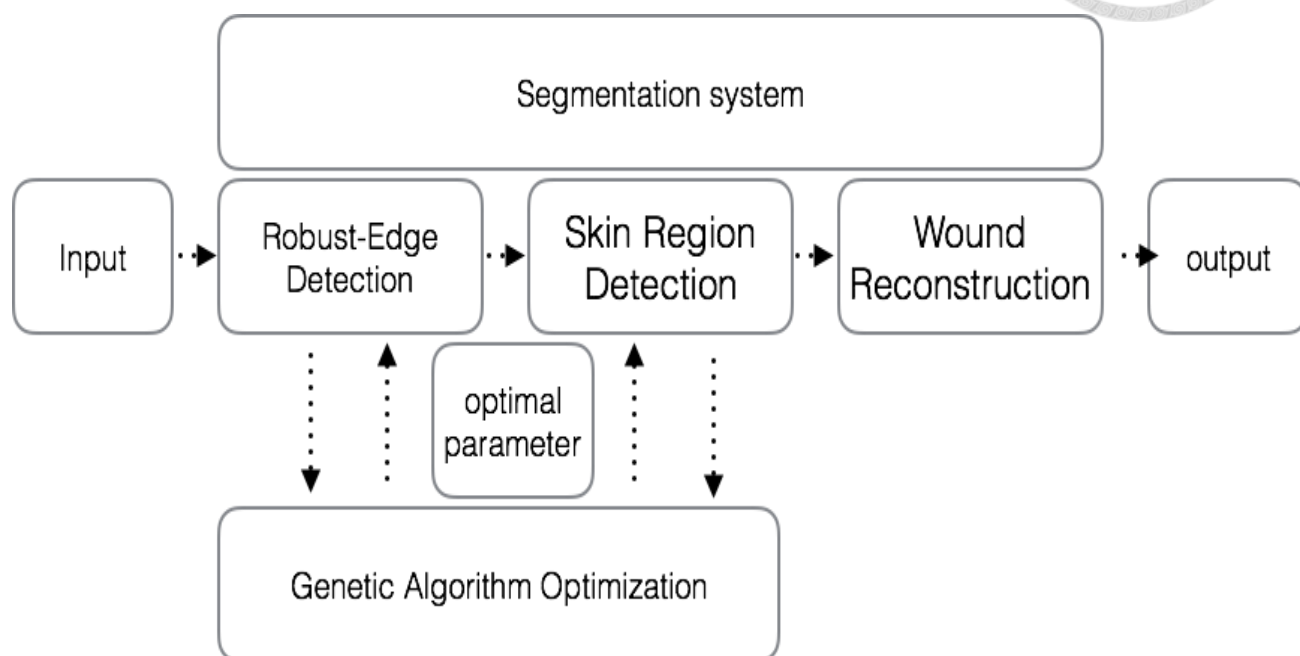 Segmentation system
Input
Robust-Edge
Detection
Skin Region
Detection
Wound
Reconstruction
output
optimal
parameter
Genetic Algorithm Optimization